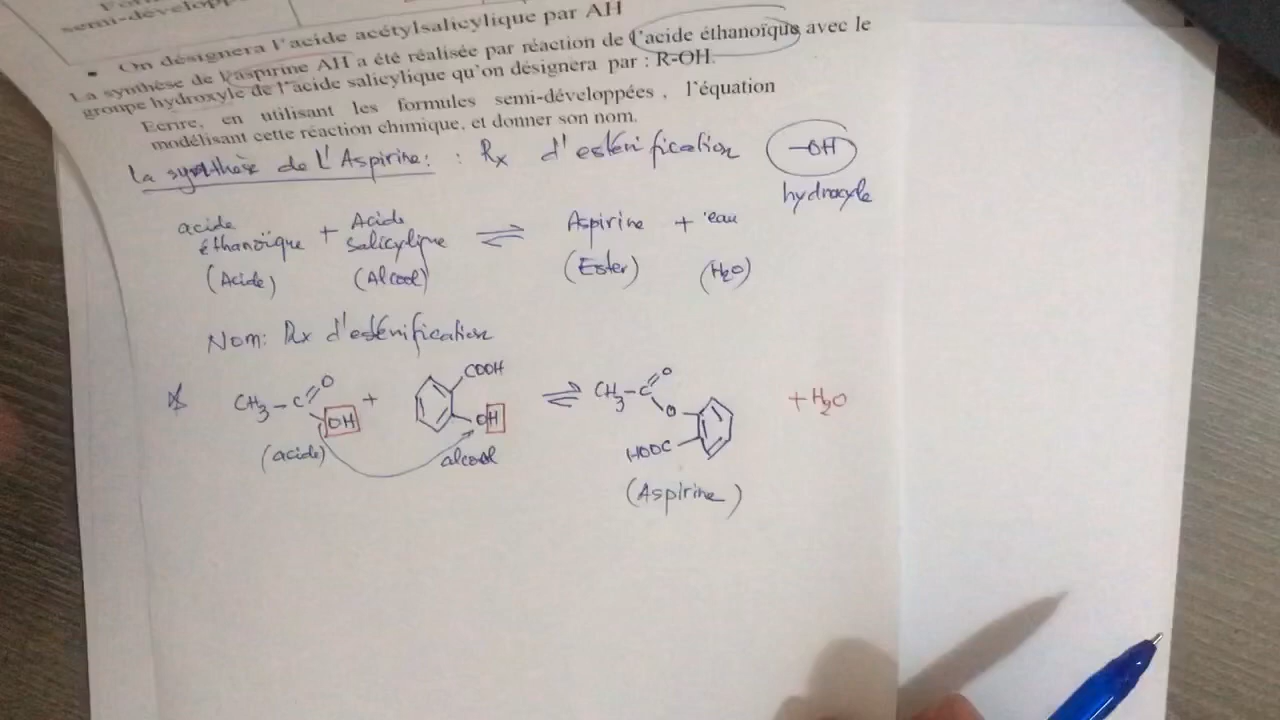 semi-développ
On désignera l'acide acétylsalicylique par AH
La synthèse de l'aspirine AH a été réalisée par réaction de l'acide éthanoïque avec le
groupe hydroxyle de l'acide salicylique qu'on désignera par : R-OH.
Ecrire, en utilisant les formules semi-développées , l'équation
modélisant cette réaction chimique, et donner son nom.
La synthèse de L'Aspirine: : Rx d'estérification -OH
hydrocyle
acide éthanoïque + Acide salicylique ⇌ Aspirine + eau
(Acide) (Alcool) (Ester) (H2O)
Nom: Rx d'estérification
CH3-C O OH + COOH OH ⇌ CH3-C O O HOOC + H2O
(acide) alcool
(Aspirine)